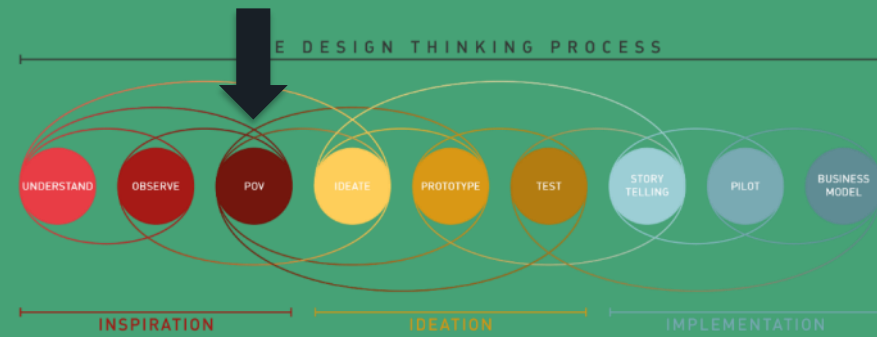 E DESIGN THINKING PROCESS
UNDERSTAND
OBSERVE
POV
IDEATE
PROTOTYPE
TEST
STORY
TELLING
PILOT
BUSINESS
MODEL
INSPIRATION
IDEATION
IMPLEMENTATION